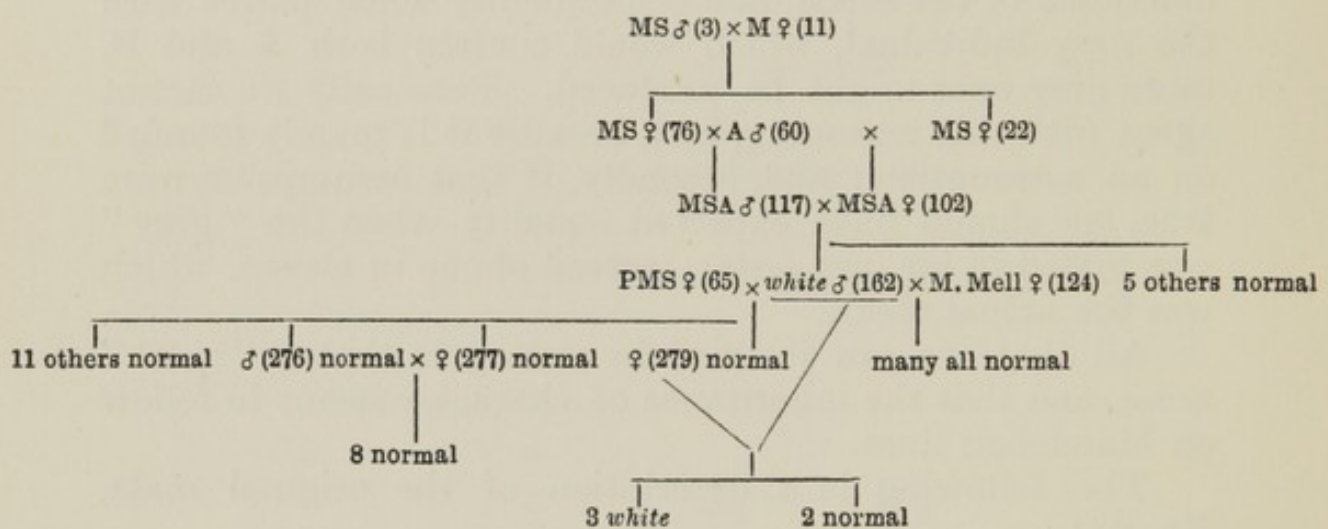 MS ♂ (3) × M ♀ (11)
MS ♀ (76) × A ♂ (60) × MS ♀ (22)
MSA ♂ (117) × MSA ♀ (102)
PMS ♀ (65) × white ♂ (162) × M. Mell ♀ (124) 5 others normal
11 others normal ♂ (276) normal × ♀ (277) normal ♀ (279) normal many all normal
8 normal
3 white 2 normal